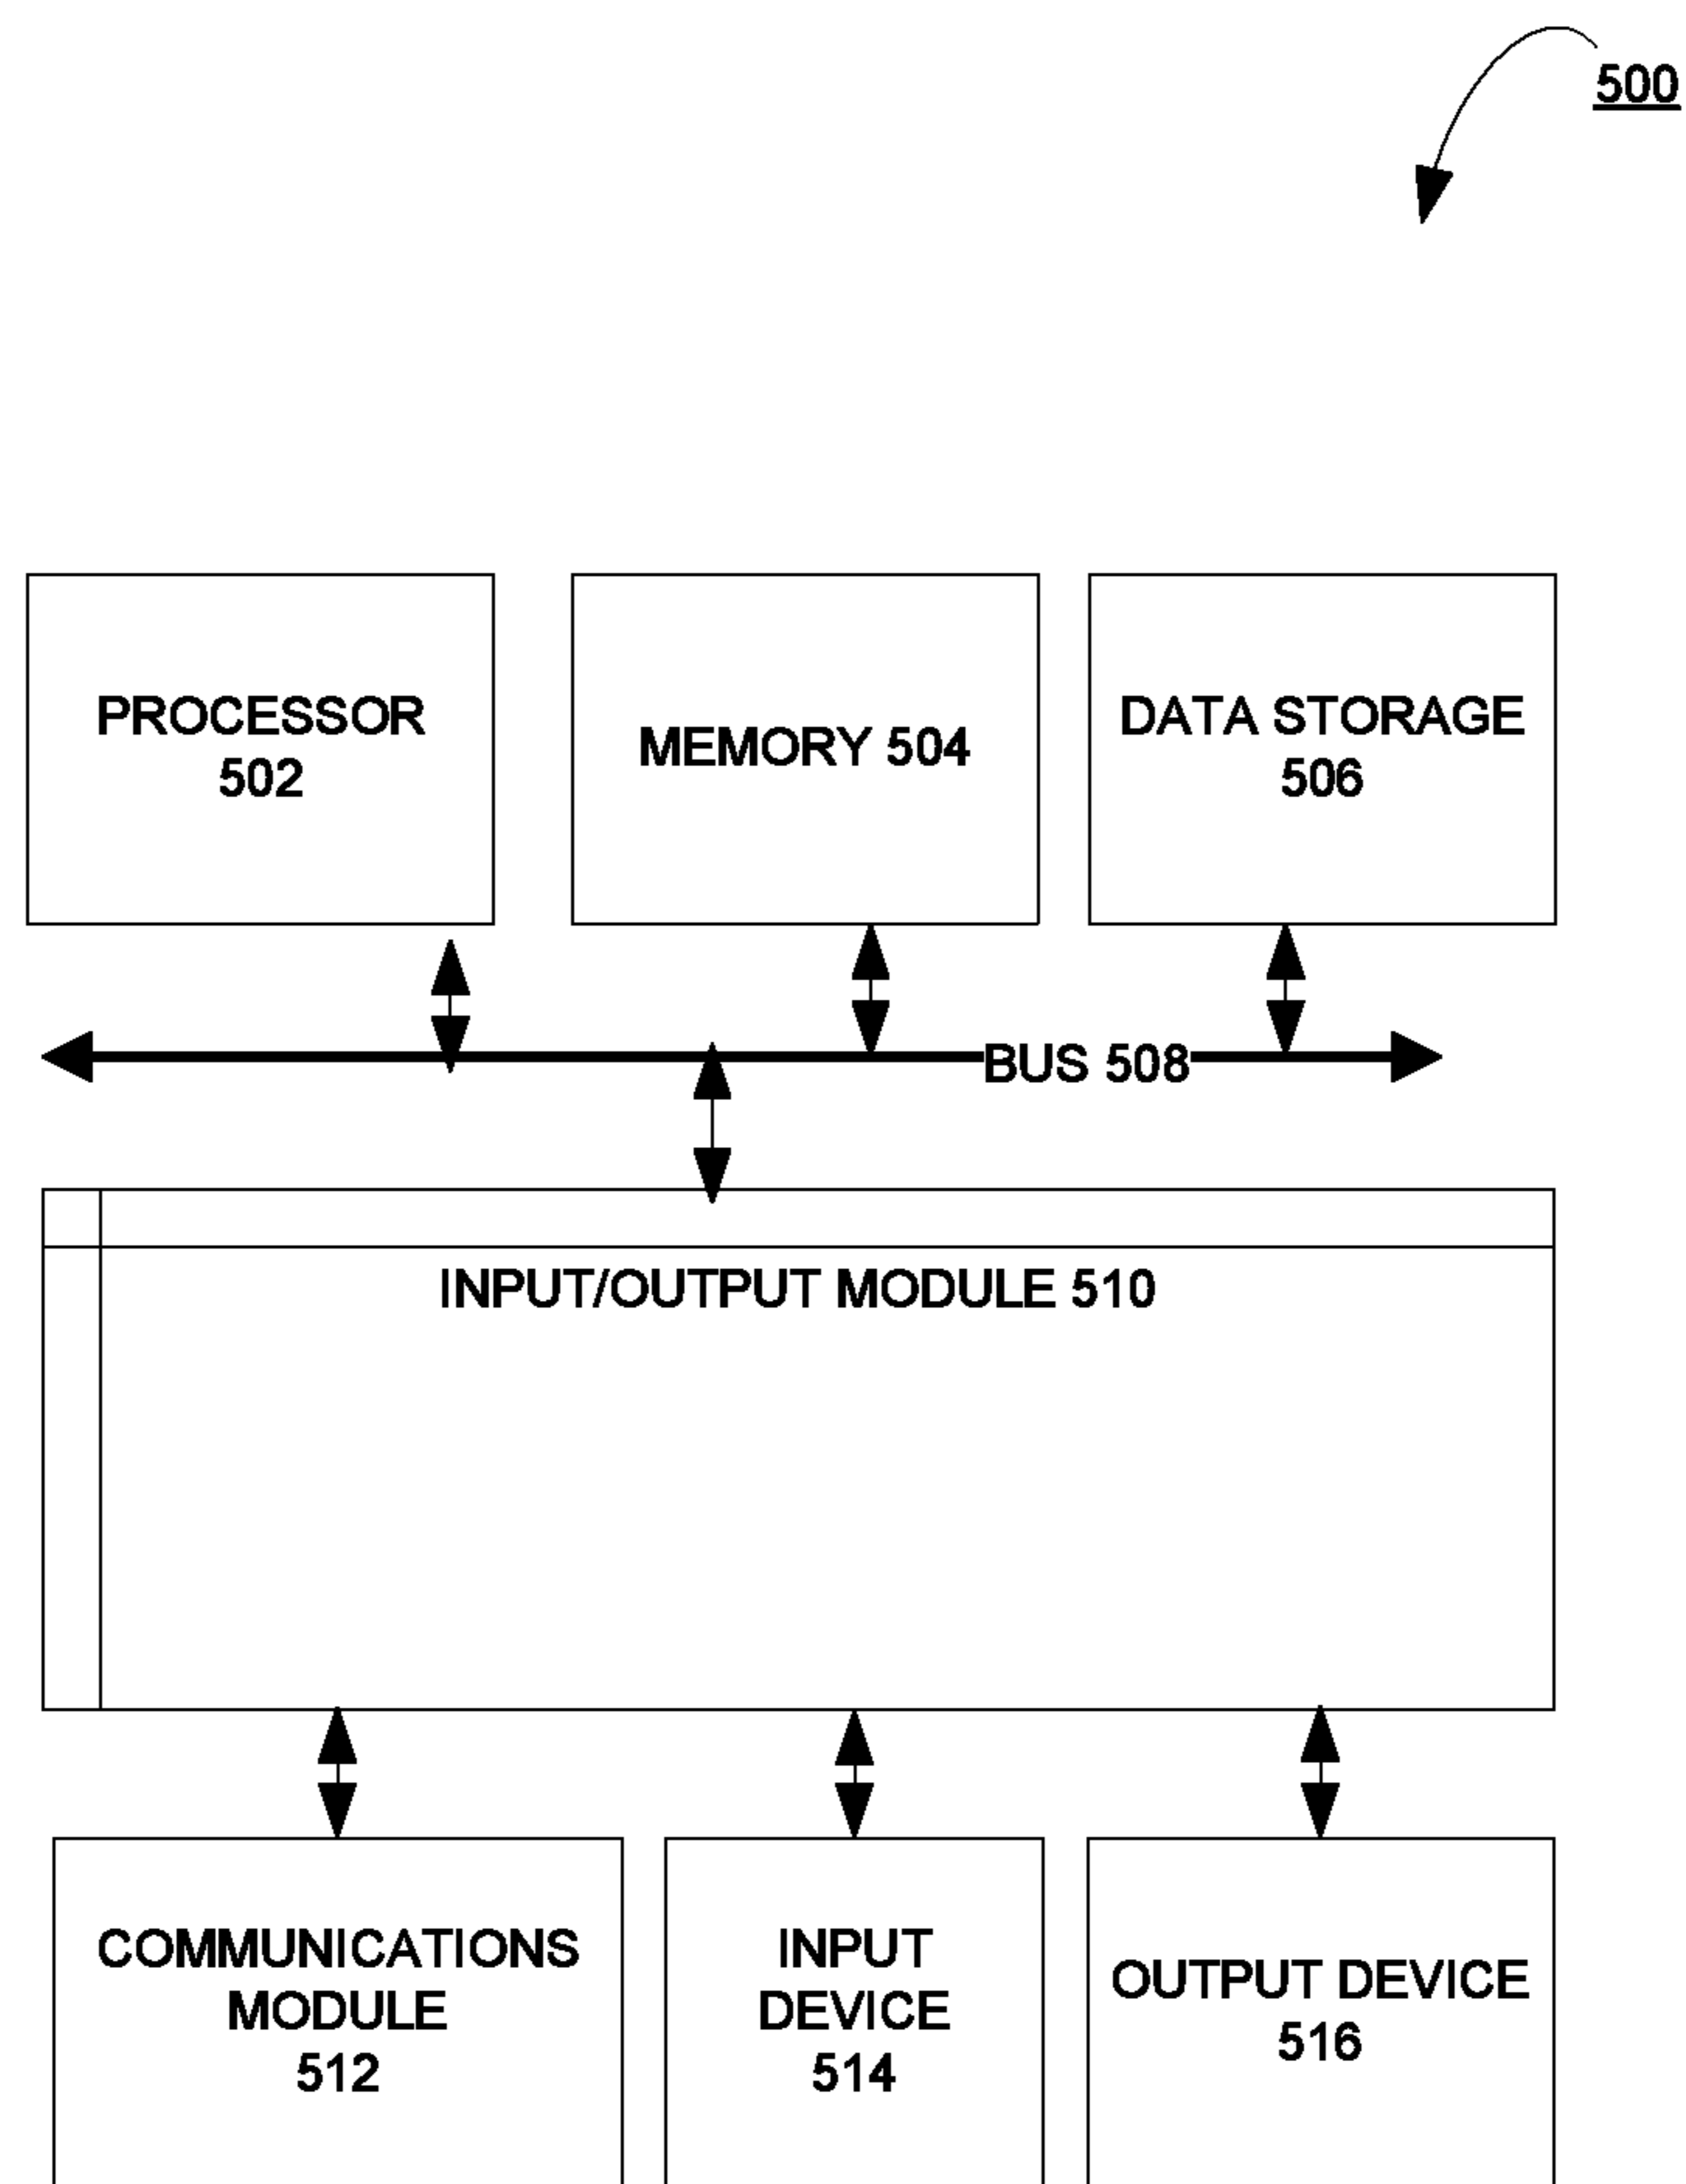 500
PROCESSOR
502
MEMORY 504
DATA STORAGE
506
BUS 508
INPUT/OUTPUT MODULE 510
COMMUNICATIONS
MODULE
512
INPUT
DEVICE
514
OUTPUT DEVICE
516